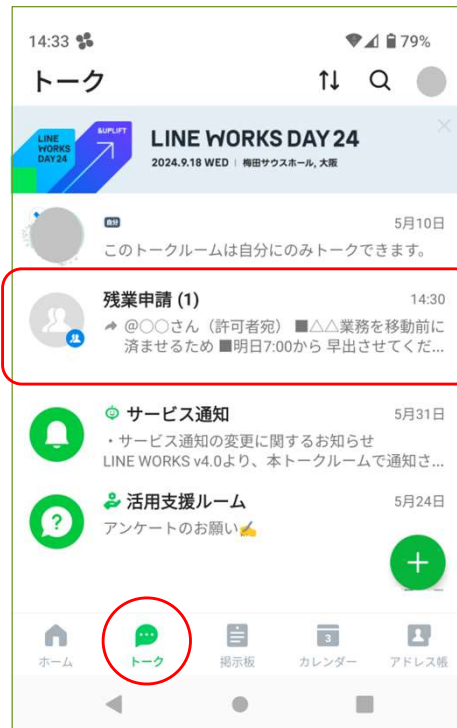 14:33
79%
トーク
LINE
WORKS
DAY24
&UPLIFT
LINE WORKS DAY 24
2024.9.18 WED | 梅田サウスホール, 大阪
自分
5月10日
このトークルームは自分にのみトークできます。
残業申請 (1)
14:30
@〇〇さん（許可者宛） ■△△業務を移動前に
済ませるため ■明日7:00から 早出させてくだ...
サービス通知
5月31日
・サービス通知の変更に関するお知らせ
LINE WORKS v4.0より、本トークルームで通知さ...
活用支援ルーム
5月24日
アンケートのお願い✍️
ホーム
トーク
掲示板
3
カレンダー
アドレス帳